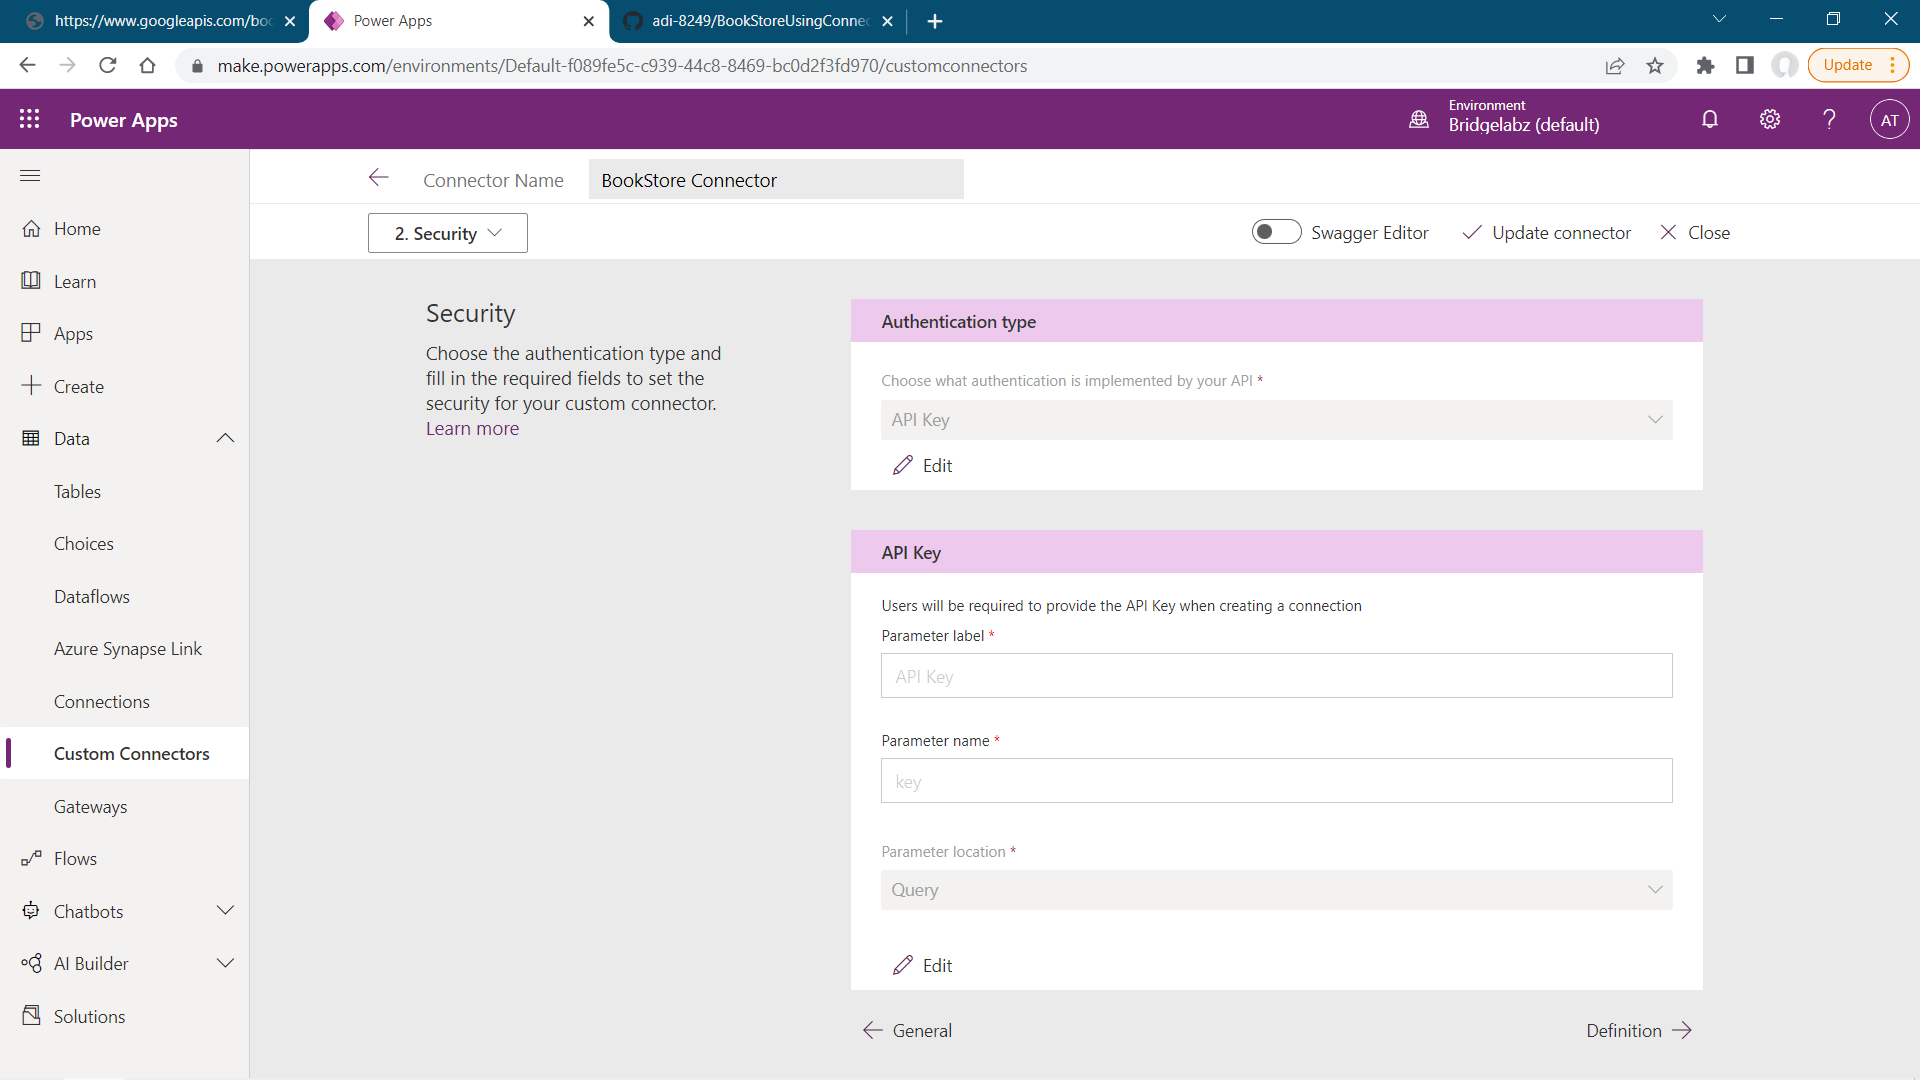 https://www.googleapis.com/boo
Power Apps
adi-8249/BookStoreUsingConnec
make.powerapps.com/environments/Default-f089fe5c-c939-44c8-8469-bc0d2f3fd970/customconnectors
Update
Power Apps
Environment
Bridgelabz (default)
?
AT
Connector Name
BookStore Connector
2. Security
Swagger Editor
Update connector
Close
Home
Learn
Apps
Create
Data
Tables
Choices
Dataflows
Azure Synapse Link
Connections
Custom Connectors
Gateways
Flows
Chatbots
AI Builder
Solutions
Security
Choose the authentication type and
fill in the required fields to set the
security for your custom connector.
Learn more
Authentication type
Choose what authentication is implemented by your API *
API Key
Edit
API Key
Users will be required to provide the API Key when creating a connection
Parameter label *
API Key
Parameter name *
key
Parameter location *
Query
Edit
General
Definition